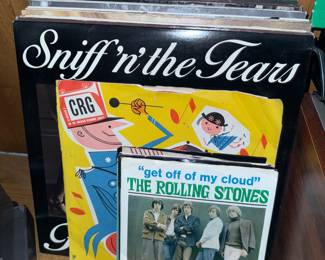 Sniff 'n' the Tears
CRG
"get off of my cloud"
THE ROLLING STONES